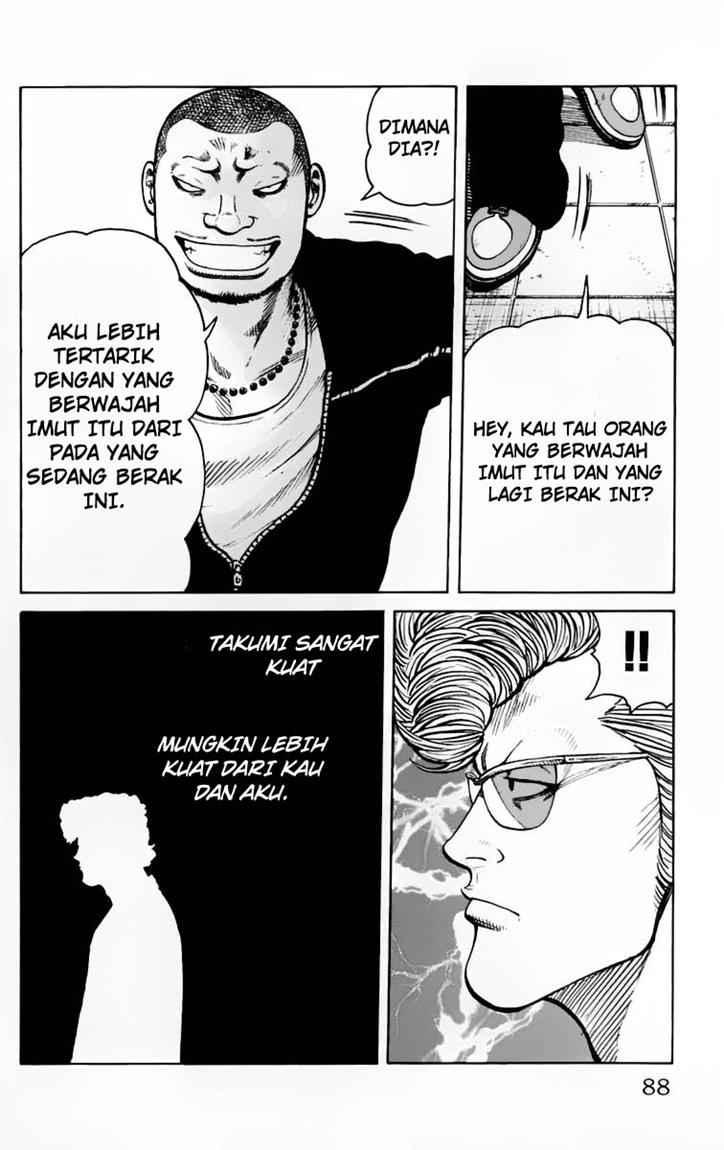 HEY, KAU TAU ORANG
YANG BERWAJAH
IMUT ITU DAN YANG
LAGI BERAK INI?
DIMANA
DIA?!
AKU LEBIH
TERTARIK
DENGAN YANG
BERWAJAH
IMUT ITU DARI
PADA YANG
SEDANG BERAK
INI.
!!
TAKUMI SANGAT
KUAT
MUNGKIN LEBIH
KUAT DARI KAU
DAN AKU.
88